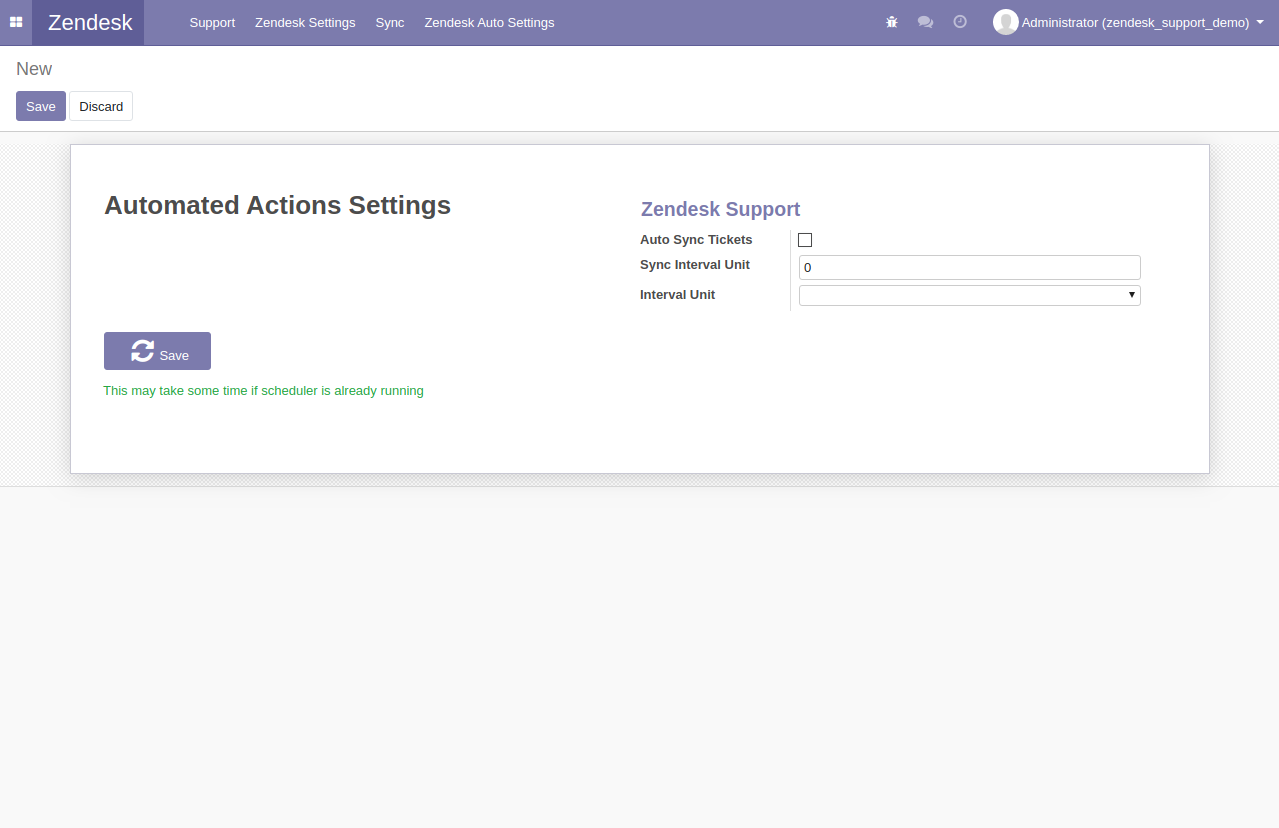 Zendesk
Support
Zendesk Settings
Sync
Zendesk Auto Settings
Administrator (zendesk_support_demo)
New
Save
Discard
Automated Actions Settings
Zendesk Support
Auto Sync Tickets
Sync Interval Unit
0
Interval Unit
Save
This may take some time if scheduler is already running